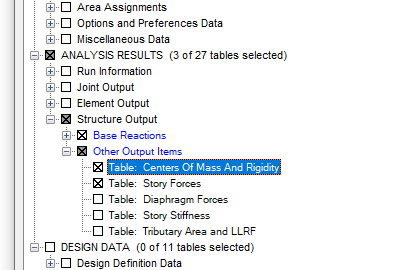 Area Assignments
Options and Preferences Data
Miscellaneous Data
ANALYSIS RESULTS (3 of 27 tables selected)
Run Information
Joint Output
Element Output
Structure Output
Base Reactions
Other Output Items
Table: Centers Of Mass And Rigidity
Table: Story Forces
Table: Diaphragm Forces
Table: Story Stiffness
Table: Tributary Area and LLRF
DESIGN DATA (0 of 11 tables selected)
Design Definition Data